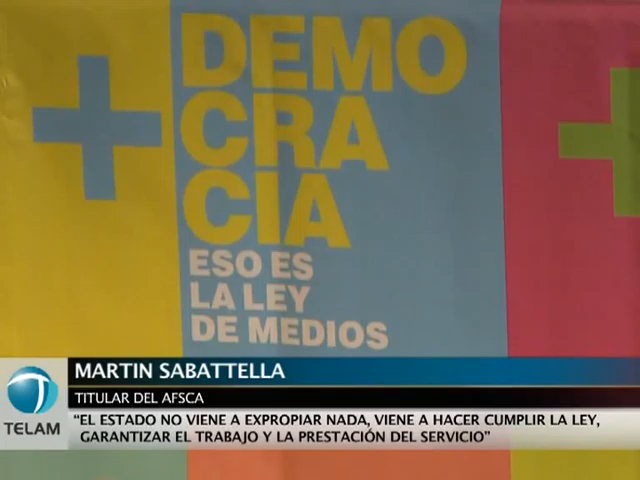 DEMO
CRA
CIA
ESO ES
LA LEY
DE MEDIOS
MARTIN SABATTELLA
TITULAR DEL AFSCA
TELAM
“EL ESTADO NO VIENE A EXPROPIAR NADA, VIENE A HACER CUMPLIR LA LEY,
GARANTIZAR EL TRABAJO Y LA PRESTACIÓN DEL SERVICIO”